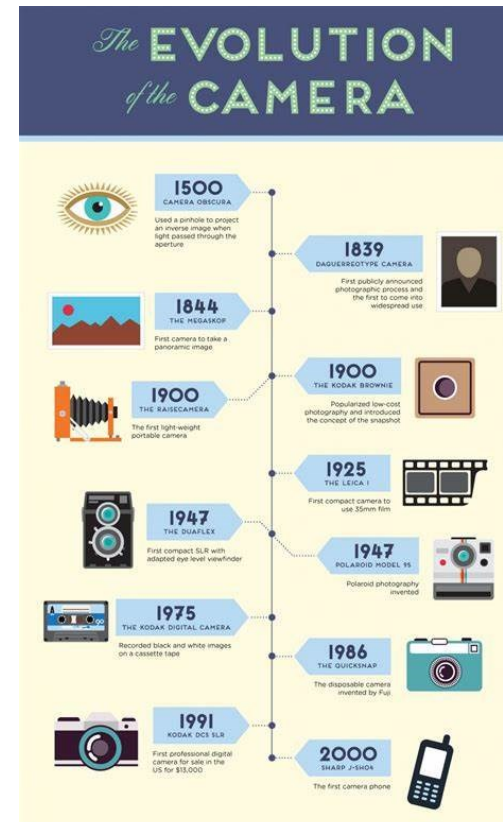 The EVOLUTION
of the CAMERA
1500
CAMERA OBSCURA
Used a pinhole to project
an inverse image when
light passed through the
aperture
1839
DAGUERREOTYPE CAMERA
First publicly announced
photographic process and
the first to come into
widespread use
1844
THE MEGASKOP
First camera to take a
panoramic image
1900
THE RAISECAMERA
The first light-weight
portable camera
1900
THE KODAK BROWNIE
Popularized low-cost
photography and introduced
the concept of the snapshot
1925
THE LEICA I
First compact camera to
use 35mm film
1947
THE DUAFLEX
First compact SLR with
adapted eye level viewfinder
1947
POLAROID MODEL 95
Polaroid photography
invented
1975
THE KODAK DIGITAL CAMERA
Recorded black and white images
on a cassette tape
A
90
1986
THE QUICKSNAP
The disposable camera
invented by Fuji
1991
KODAK DCS SLR
First professional digital
camera for sale in the
US for $13,000
2000
SHARP J-SH04
The first camera phone